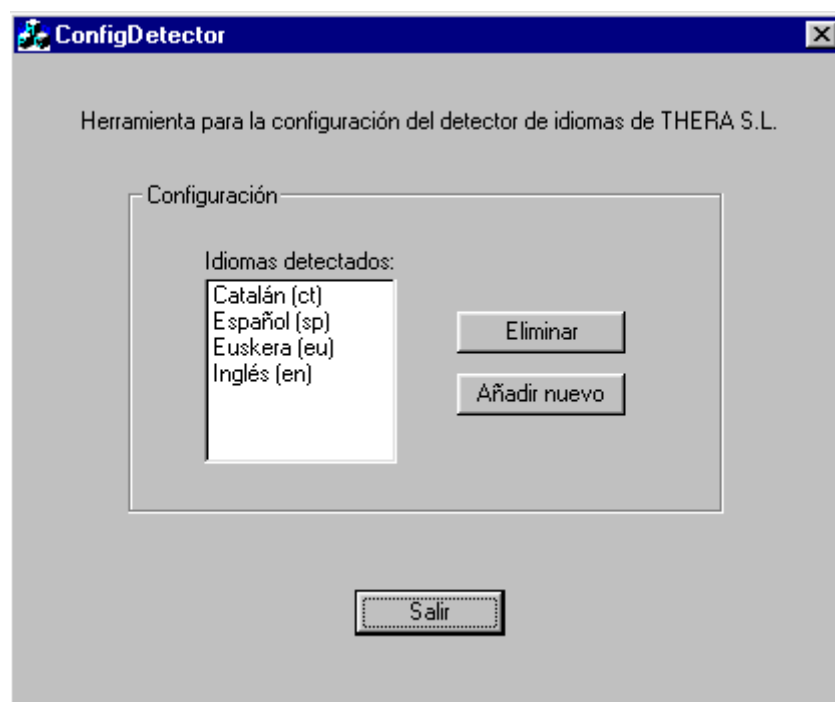 ConfigDetector
Herramienta para la configuración del detector de idiomas de THERA S.L.
Configuración
Idiomas detectados:
Catalán (ct)
Español (sp)
Euskera (eu)
Inglés (en)
Eliminar
Añadir nuevo
Salir